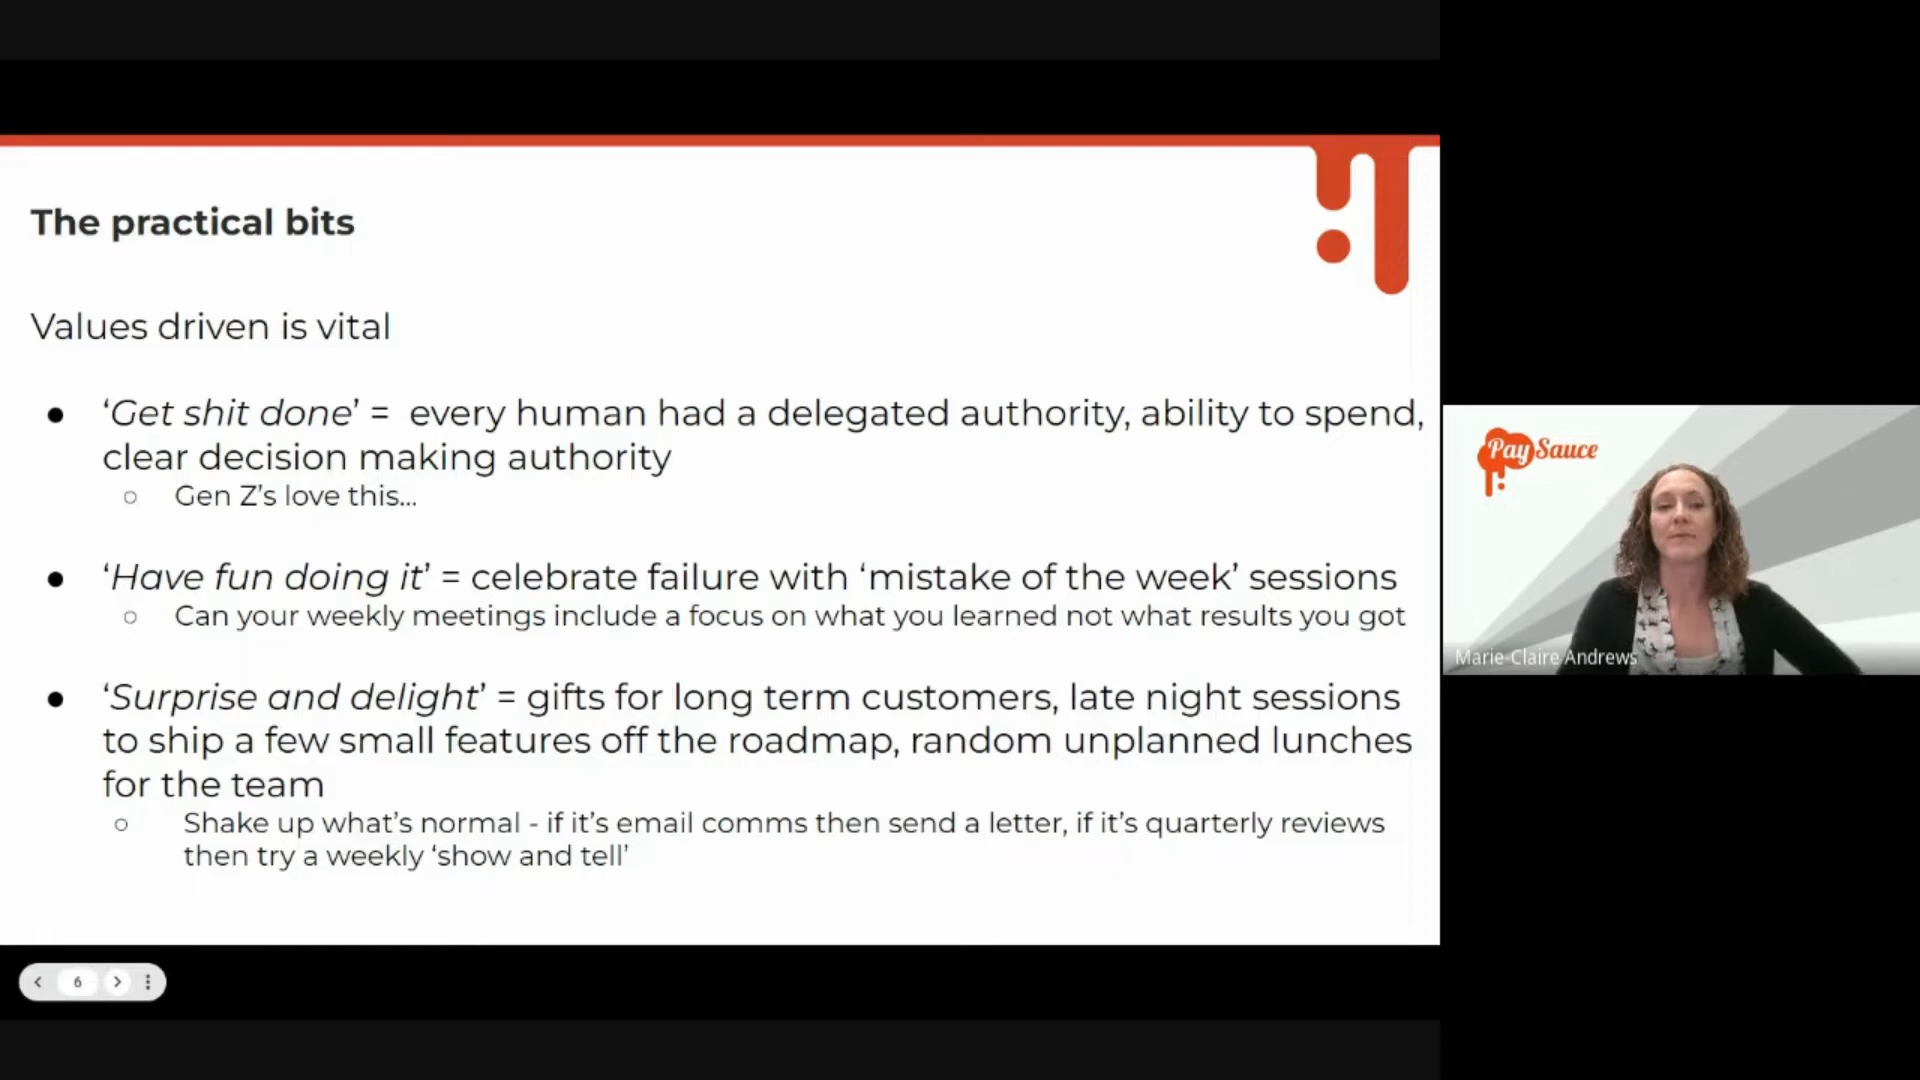 The practical bits
Values driven is vital
● ‘Get shit done’ = every human had a delegated authority, ability to spend,
clear decision making authority
○ Gen Z’s love this...
● ‘Have fun doing it’ = celebrate failure with ‘mistake of the week’ sessions
○ Can your weekly meetings include a focus on what you learned not what results you got
● ‘Surprise and delight’ = gifts for long term customers, late night sessions
to ship a few small features off the roadmap, random unplanned lunches
for the team
○ Shake up what’s normal - if it’s email comms then send a letter, if it’s quarterly reviews
then try a weekly ‘show and tell’
6
Pay Sauce
Marie-Claire Andrews